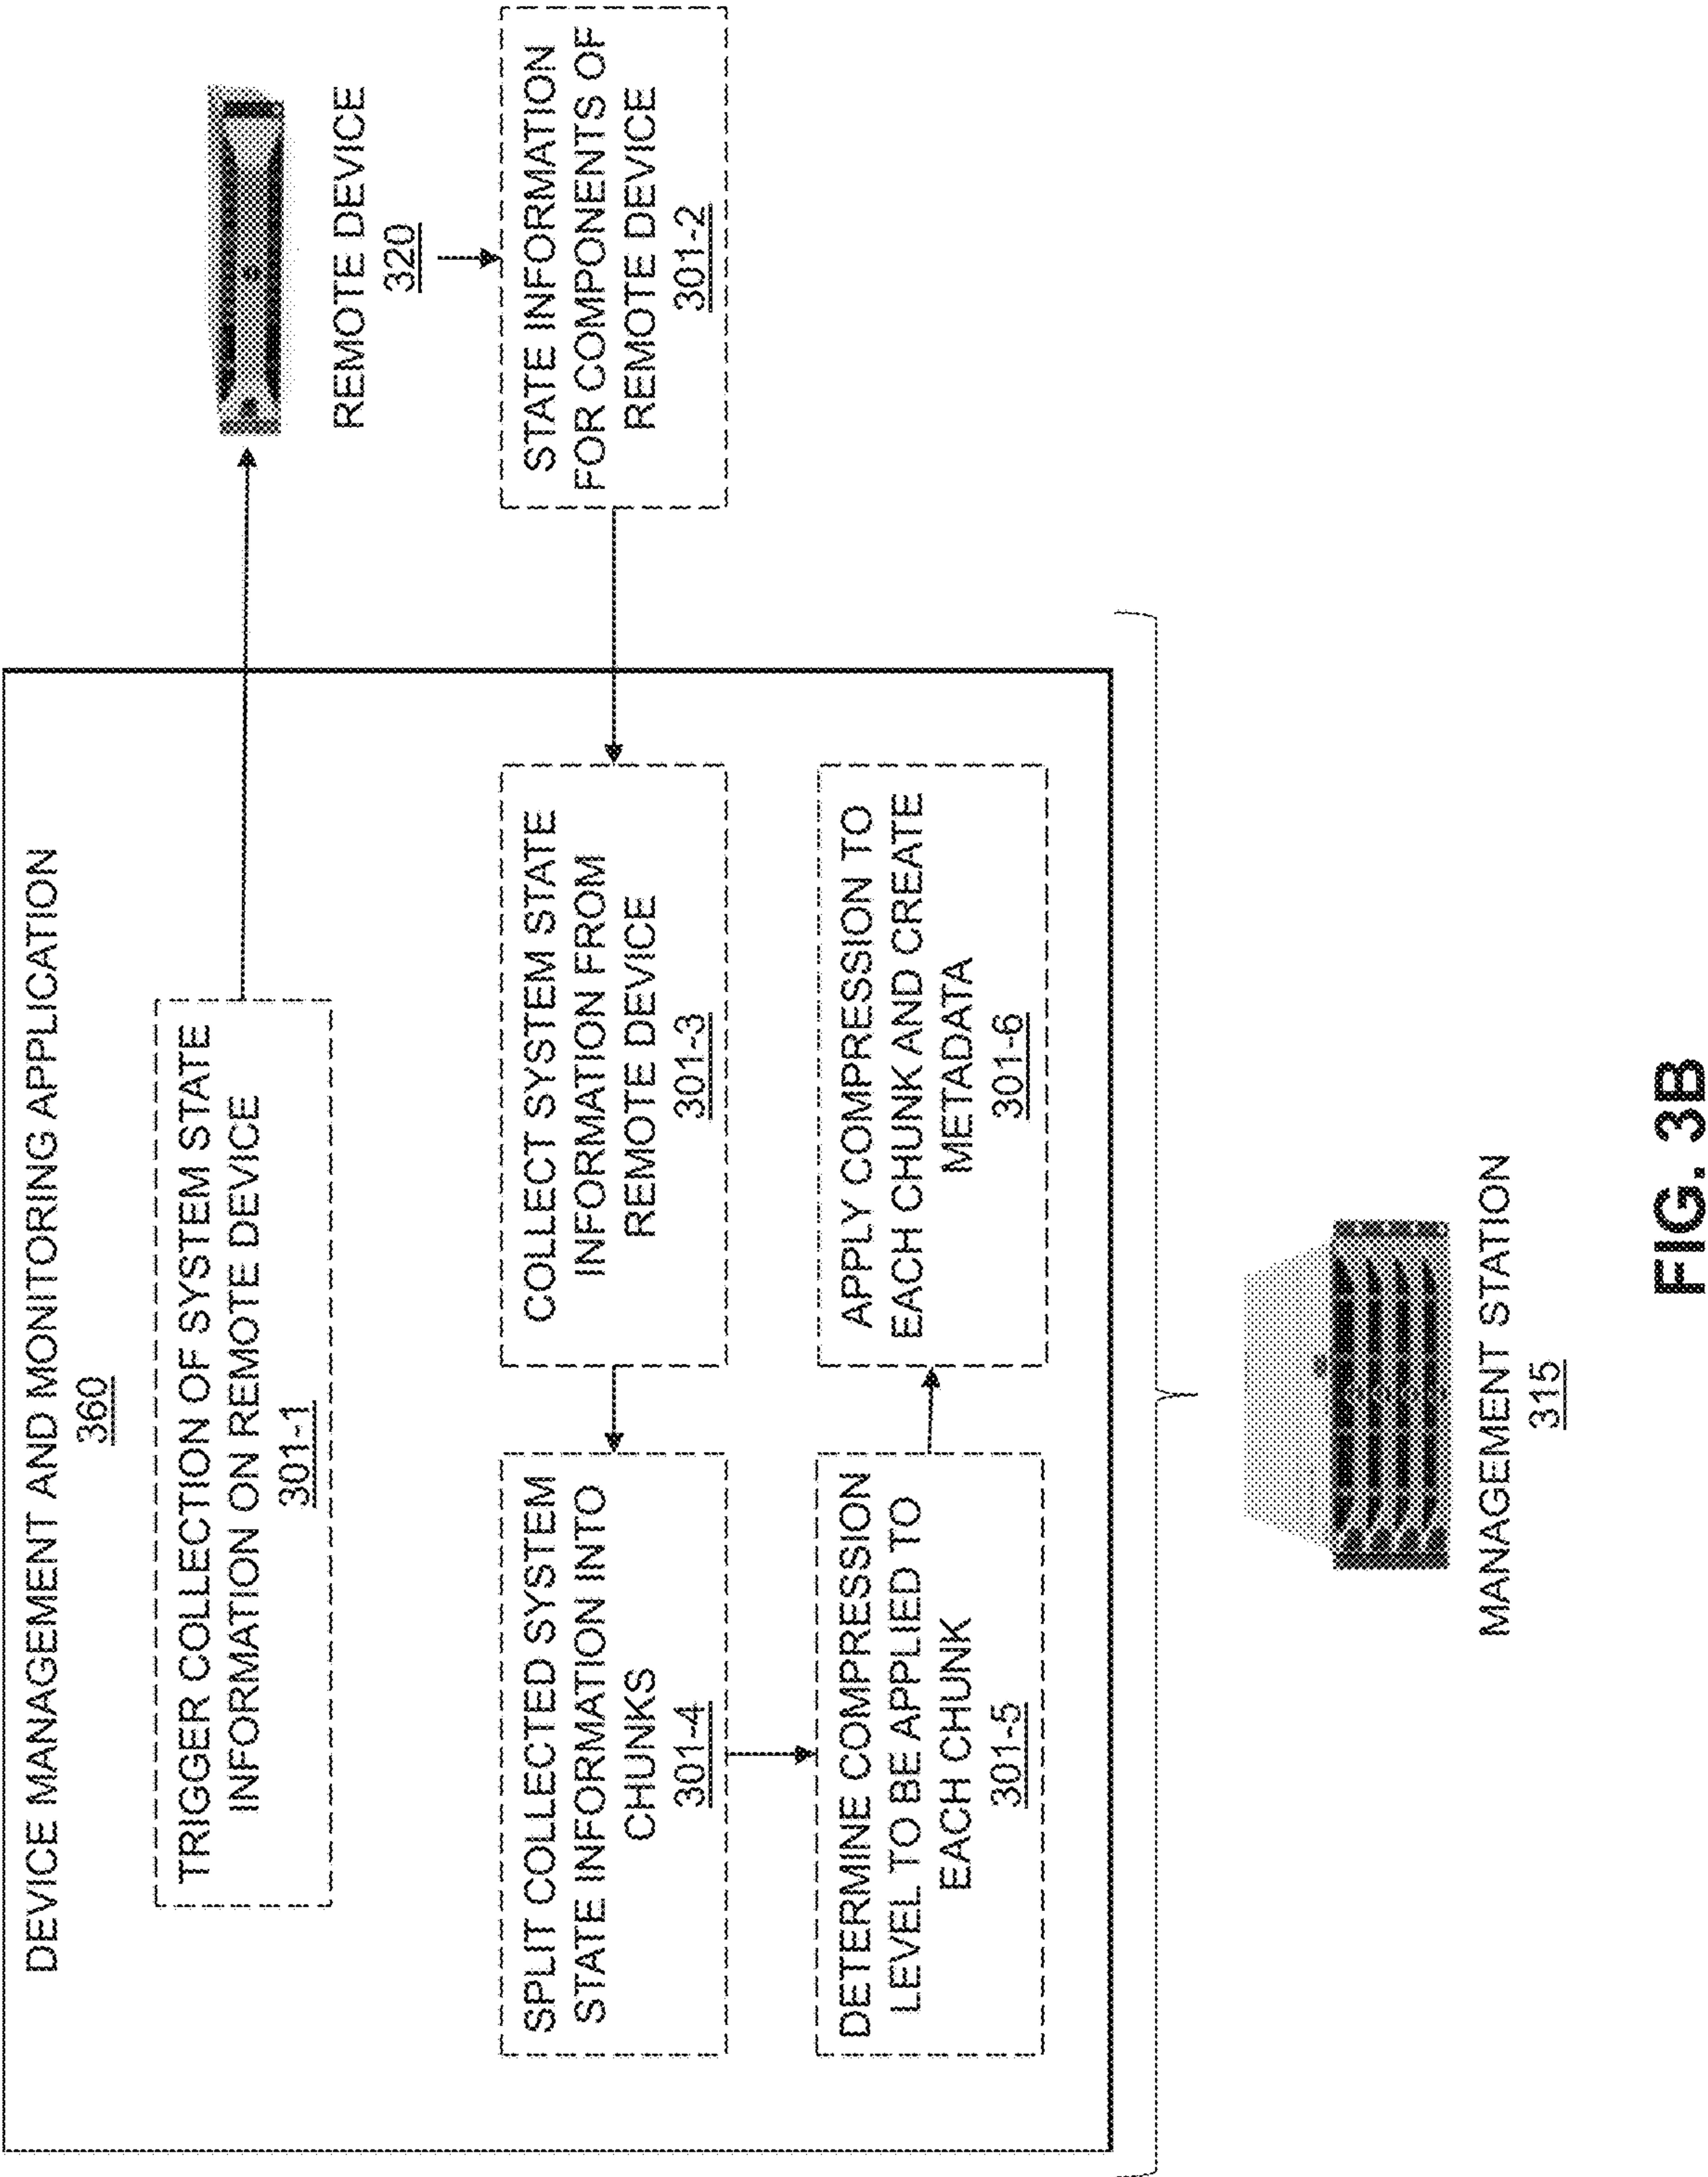 DEVICE MANAGEMENT AND MONITORING APPLICATION
360
TRIGGER COLLECTION OF SYSTEM STATE
INFORMATION ON REMOTE DEVICE
301-1
REMOTE DEVICE
320
STATE INFORMATION
FOR COMPONENTS OF
REMOTE DEVICE
301-2
COLLECT SYSTEM STATE
INFORMATION FROM
REMOTE DEVICE
301-3
SPLIT COLLECTED SYSTEM
STATE INFORMATION INTO
CHUNKS
301-4
DETERMINE COMPRESSION
LEVEL TO BE APPLIED TO
EACH CHUNK
301-5
APPLY COMPRESSION TO
EACH CHUNK AND CREATE
METADATA
301-6
MANAGEMENT STATION
315
FIG. 3B